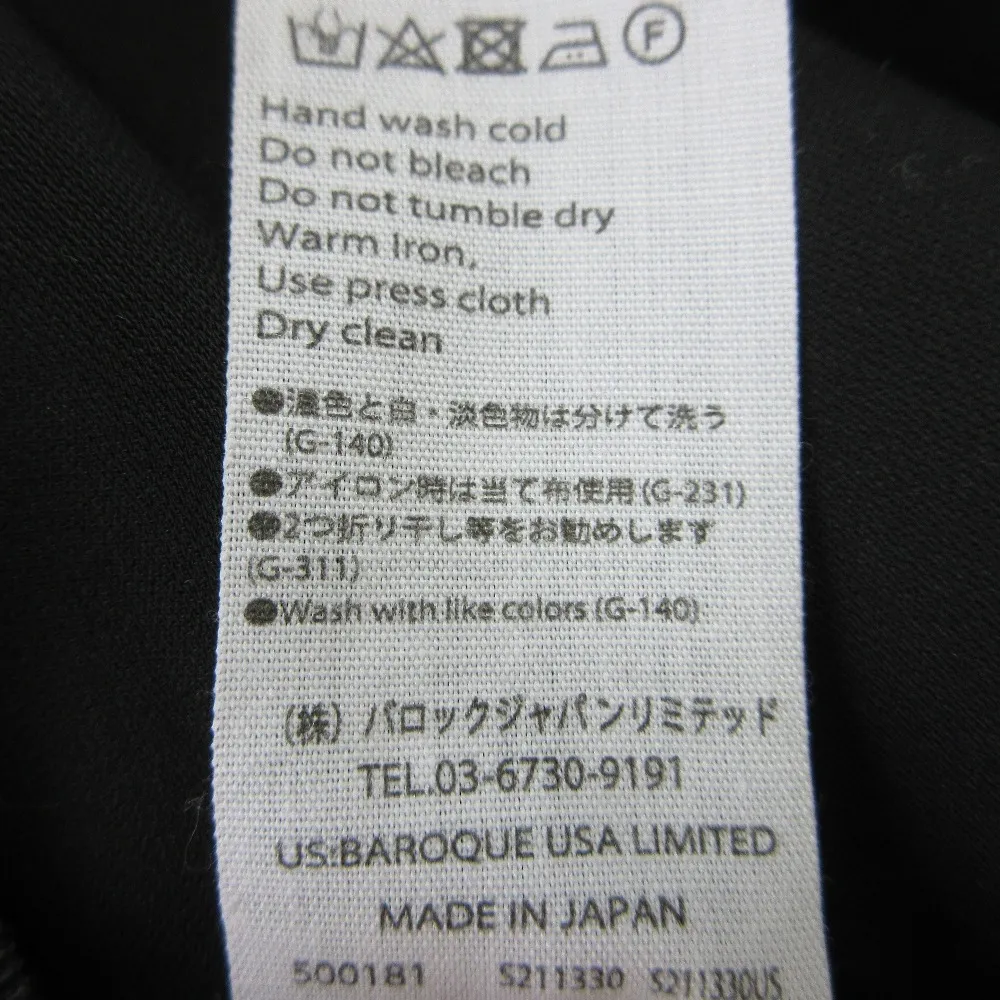 F
Hand wash cold
Do not bleach
Do not tumble dry
Warm Iron,
Use press cloth
Dry clean
●濃色と白・淡色物は分けて洗う
(G-140)
●アイロン時は当て布使用(G-231)
●2つ折り干し等をお勧めします
(G-311)
●Wash with like colors (G-140)
(株) バロックジャパンリミテッド
TEL.03-6730-9191
US:BAROQUE USA LIMITED
MADE IN JAPAN
500181 S211330 S211330US